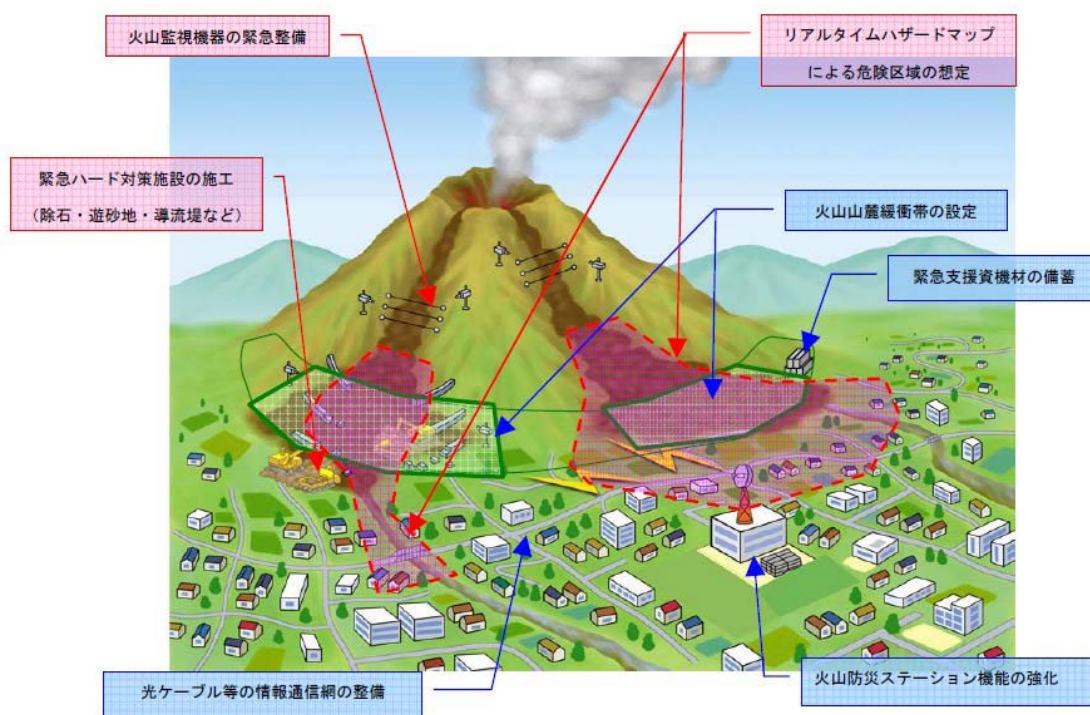 火山監視機器の緊急整備
リアルタイムハザードマップ
による危険区域の想定
緊急ハード対策施設の施工
（除石・遊砂地・導流堤など）
火山山麓緩衝帯の設定
緊急支援資機材の備蓄
光ケーブル等の情報通信網の整備
火山防災ステーション機能の強化